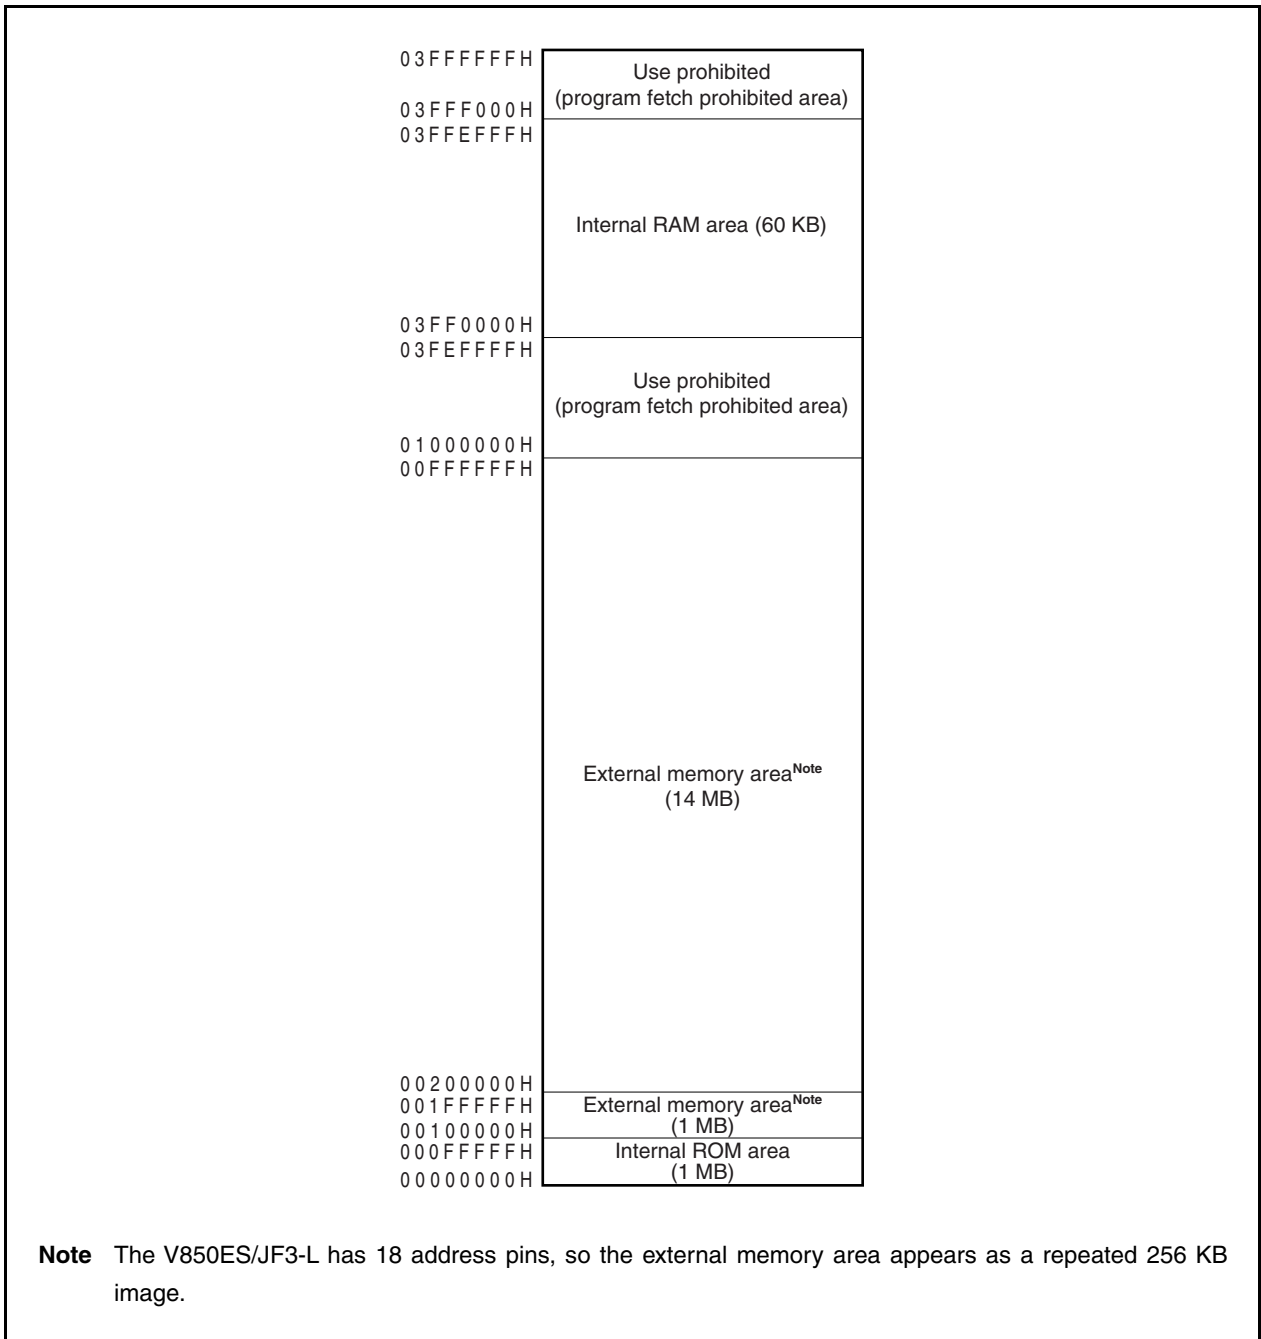 03FFFFFFH
Use prohibited
(program fetch prohibited area)
03FFF000H
03FFEFFFH
Internal RAM area (60 KB)
03FF0000H
03FEFFFFH
Use prohibited
(program fetch prohibited area)
01000000H
00FFFFFFH
External memory areaNote
(14 MB)
00200000H
001FFFFFH
External memory areaNote
(1 MB)
00100000H
000FFFFFH
Internal ROM area
(1 MB)
00000000H
Note The V850ES/JF3-L has 18 address pins, so the external memory area appears as a repeated 256 KB
image.